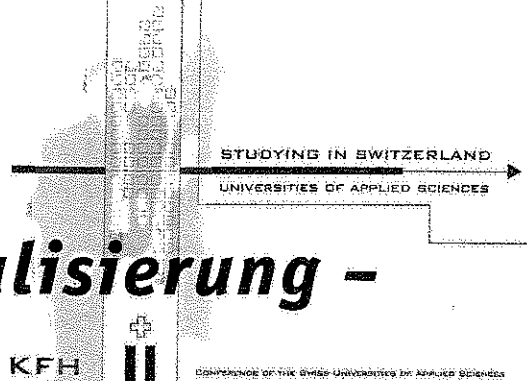 STUDYING IN SWITZERLAND
UNIVERSITIES OF APPLIED SCIENCES
lisierung –
KFH
CONFERENCE OF THE SWISS UNIVERSITIES OF APPLIED SCIENCES